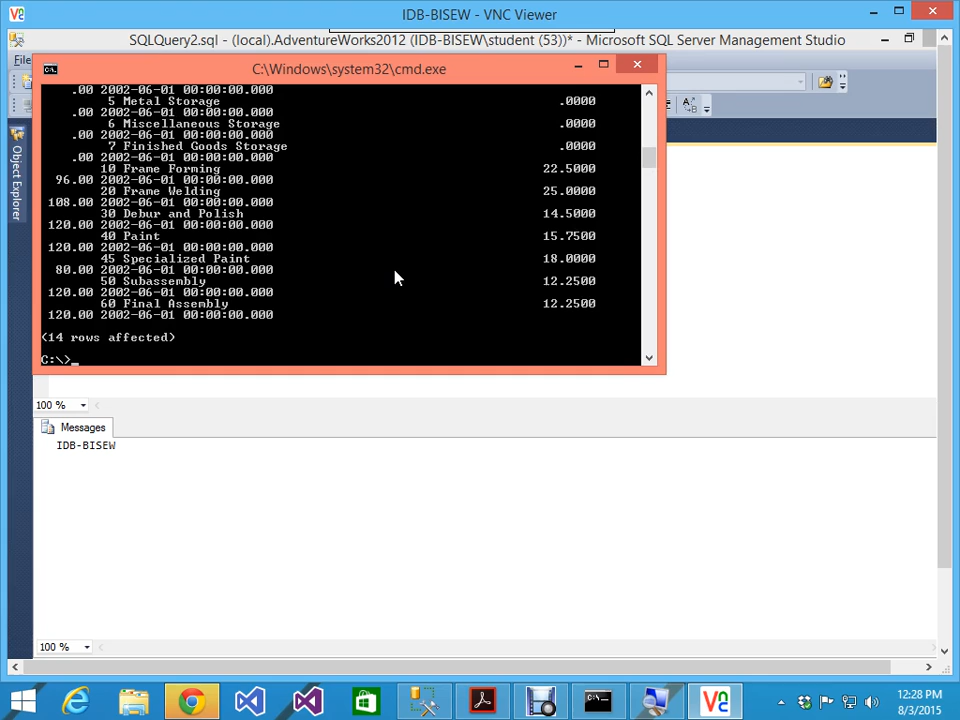 IDB-BISEW - VNC Viewer
SQLQuery2.sql - (local).AdventureWorks2012 (IDB-BISEW\student (53))* - Microsoft SQL Server Management Studio
File
C:\Windows\system32\cmd.exe
.00 2002-06-01 00:00:00.000
5 Metal Storage .0000
.00 2002-06-01 00:00:00.000
6 Miscellaneous Storage .0000
.00 2002-06-01 00:00:00.000
7 Finished Goods Storage .0000
.00 2002-06-01 00:00:00.000
10 Frame Forming 22.5000
96.00 2002-06-01 00:00:00.000
20 Frame Welding 25.0000
108.00 2002-06-01 00:00:00.000
30 Debur and Polish 14.5000
120.00 2002-06-01 00:00:00.000
40 Paint 15.7500
120.00 2002-06-01 00:00:00.000
45 Specialized Paint 18.0000
80.00 2002-06-01 00:00:00.000
50 Subassembly 12.2500
120.00 2002-06-01 00:00:00.000
60 Final Assembly 12.2500
120.00 2002-06-01 00:00:00.000
(14 rows affected)
C:\>_
Object Explorer
100 %
Messages
IDB-BISEW
100 %
12:28 PM
8/3/2015